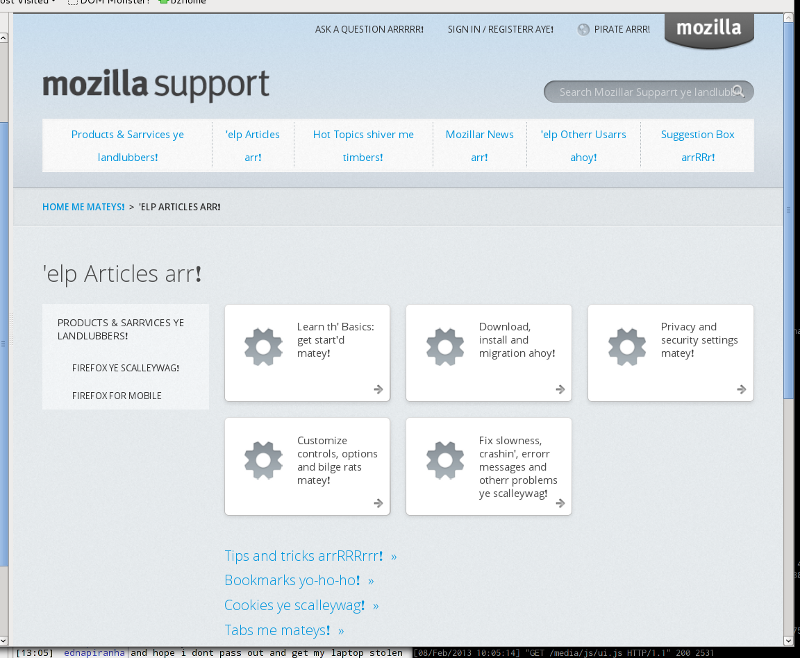 ost Visited DOM Monster! bzhome
ASK A QUESTION ARRRRR! SIGN IN / REGISTERR AYE! PIRATE ARRR! mozilla
mozilla support
Search Mozillar Supparrt ye landlubb
Products & Sarrvices ye
landlubbers!
'elp Articles
arr!
Hot Topics shiver me
timbers!
Mozillar News
arr!
'elp Otherr Usarrs
ahoy!
Suggestion Box
arrRRr!
HOME ME MATEYS! > 'ELP ARTICLES ARR!
'elp Articles arr!
PRODUCTS & SARRVICES YE
LANDLUBBERS!
FIREFOX YE SCALLEYWAG!
FIREFOX FOR MOBILE
Learn th' Basics:
get start'd
matey!
Download,
install and
migration ahoy!
Privacy and
security settings
matey!
Customize
controls, options
and bilge rats
matey!
Fix slowness,
crashin', errorr
messages and
otherr problems
ye scalleywag!
Tips and tricks arrRRRrrr! »
Bookmarks yo-ho-ho! »
Cookies ye scalleywag! »
Tabs me mateys! »
[13:05] ednapiranha and hope i dont pass out and get my laptop stolen [08/Feb/2013 10:05:14] "GET /media/js/ui.js HTTP/1.1" 200 2531